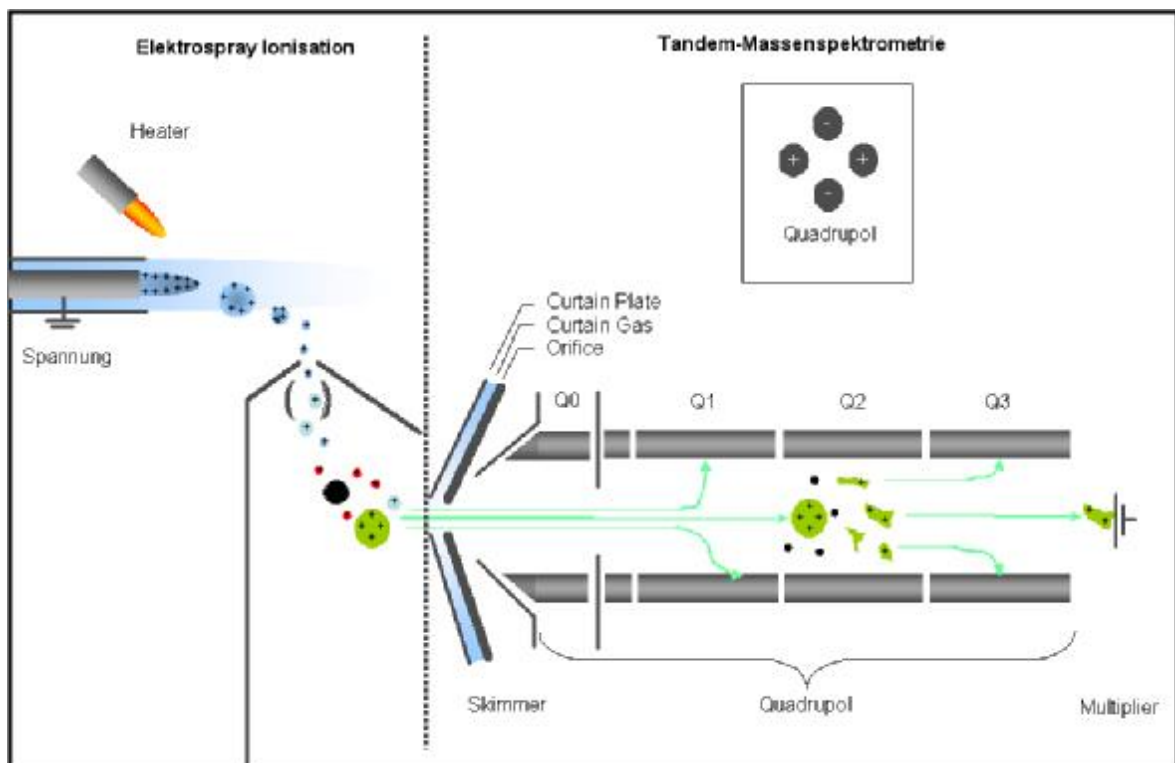 Elektrospray Ionisation
Tandem-Massenspektrometrie
Heater
Quadrupol
Spannung
Curtain Plate
Curtain Gas
Orifice
Q0 Q1 Q2 Q3
Skimmer
Quadrupol
Multiplier